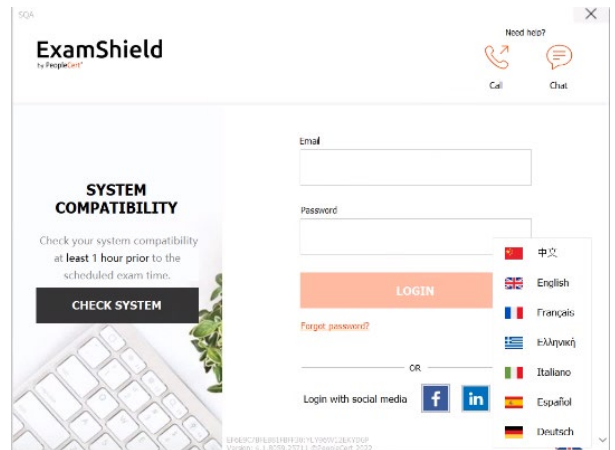 SQA
ExamShield
by PeopleCert
Need help?
Call
Chat
SYSTEM
COMPATIBILITY
Check your system compatibility
at least 1 hour prior to the
scheduled exam time.
CHECK SYSTEM
Email
Password
LOGIN
Forgot password?
OR
Login with social media
f
in
中文
English
Français
Ελληνική
Italiano
Español
Deutsch